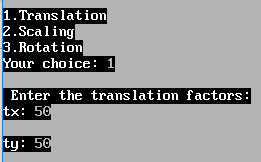 1.Translation
2.Scaling
3.Rotation
Your choice: 1
Enter the translation factors:
tx: 50
ty: 50